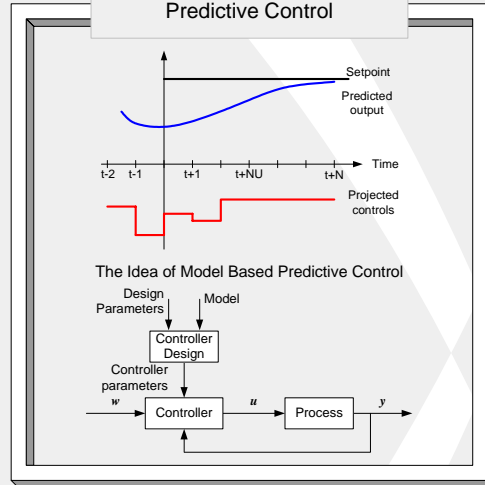 Predictive Control
Setpoint
Predicted
output
Time
t-2 t-1 t+1 t+NU t+N
Projected
controls
The Idea of Model Based Predictive Control
Design
Parameters
Model
Controller
Design
Controller
parameters
w
Controller
u
Process
y